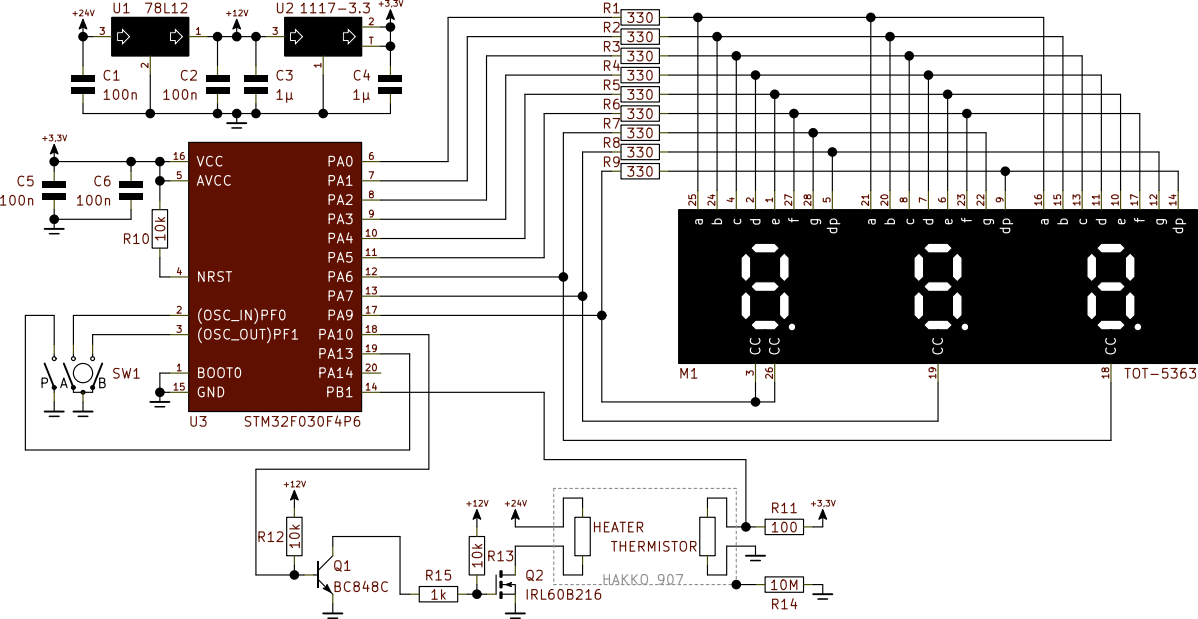 U1 78L12
U2 1117-3.3
+24V
+12V
+3,3V
3
1
2
3
2
T
1
C1
100n
C2
100n
C3
1µ
C4
1µ
R1 330
R2 330
R3 330
R4 330
R5 330
R6 330
R7 330
R8 330
R9 330
+3,3V
C5
100n
C6
100n
R10 10k
16 VCC
5 AVCC
4 NRST
2 (OSC_IN)PF0
3 (OSC_OUT)PF1
1 BOOT0
15 GND
PA0 6
PA1 7
PA2 8
PA3 9
PA4 10
PA5 11
PA6 12
PA7 13
PA9 17
PA10 18
PA13 19
PA14 20
PB1 14
U3 STM32F030F4P6
P A B SW1
25 24 4 2 1 27 28 5 21 20 8 7 6 23 22 9 16 15 13 11 10 17 12 14
a b c d e f g dp a b c d e f g dp a b c d e f g dp
CC CC CC CC
3 26 19 18
M1 TOT-5363
+12V
R12 10k
Q1
BC848C
R15
1k
+12V
10k R13
+24V
Q2
IRL60B216
HEATER
THERMISTOR
HAKKO 907
R11
100
+3,3V
10M
R14